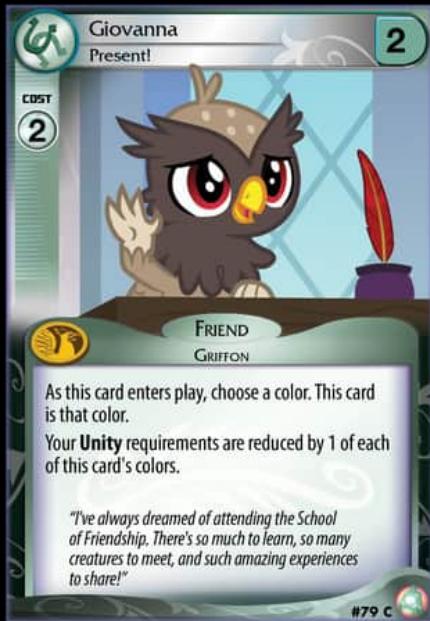 Giovanna
Present!
2
COST
2
FRIEND
GRIFFON
As this card enters play, choose a color. This card
is that color.
Your Unity requirements are reduced by 1 of each
of this card's colors.
"I've always dreamed of attending the School
of Friendship. There's so much to learn, so many
creatures to meet, and such amazing experiences
to share!"
#79 C